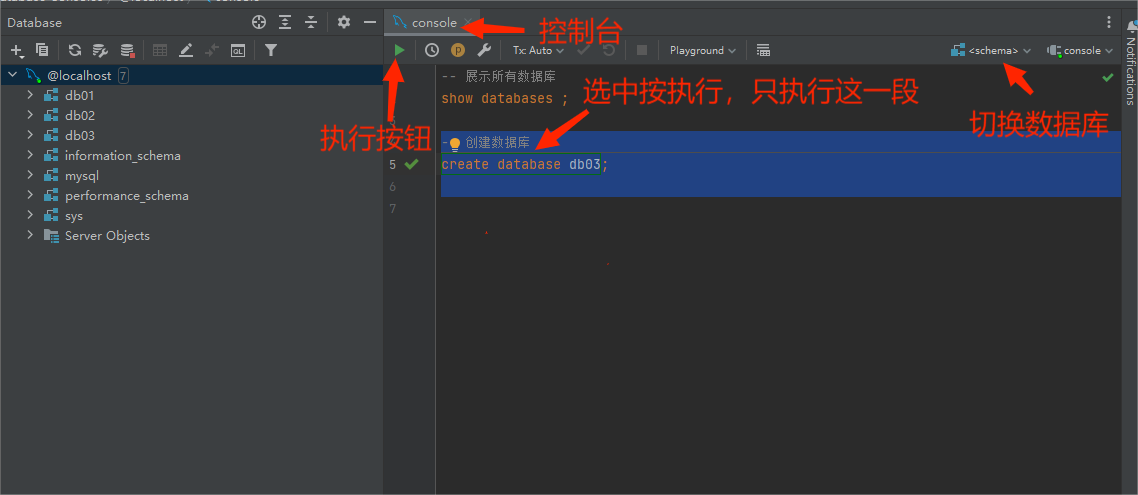 Database
console
控制台
Tx: Auto
Playground
<schema>
console
Notifications
@localhost 7
db01
db02
db03
information_schema
mysql
performance_schema
sys
Server Objects
执行按钮
-- 展示所有数据库
show databases ;
选中按执行，只执行这一段
切换数据库
- 创建数据库
5 create database db03;
6
7